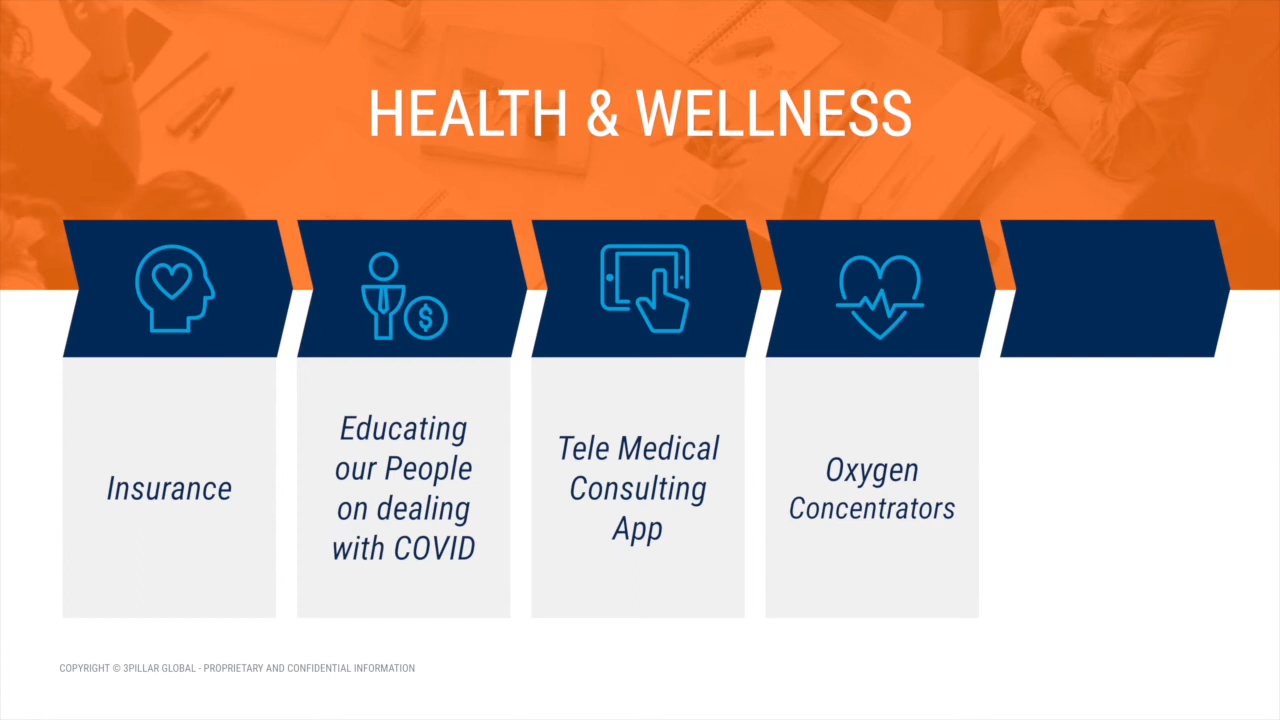 HEALTH & WELLNESS
$
Insurance
Educating
our People
on dealing
with COVID
Tele Medical
Consulting
App
Oxygen
Concentrators
COPYRIGHT © 3PILLAR GLOBAL - PROPRIETARY AND CONFIDENTIAL INFORMATION